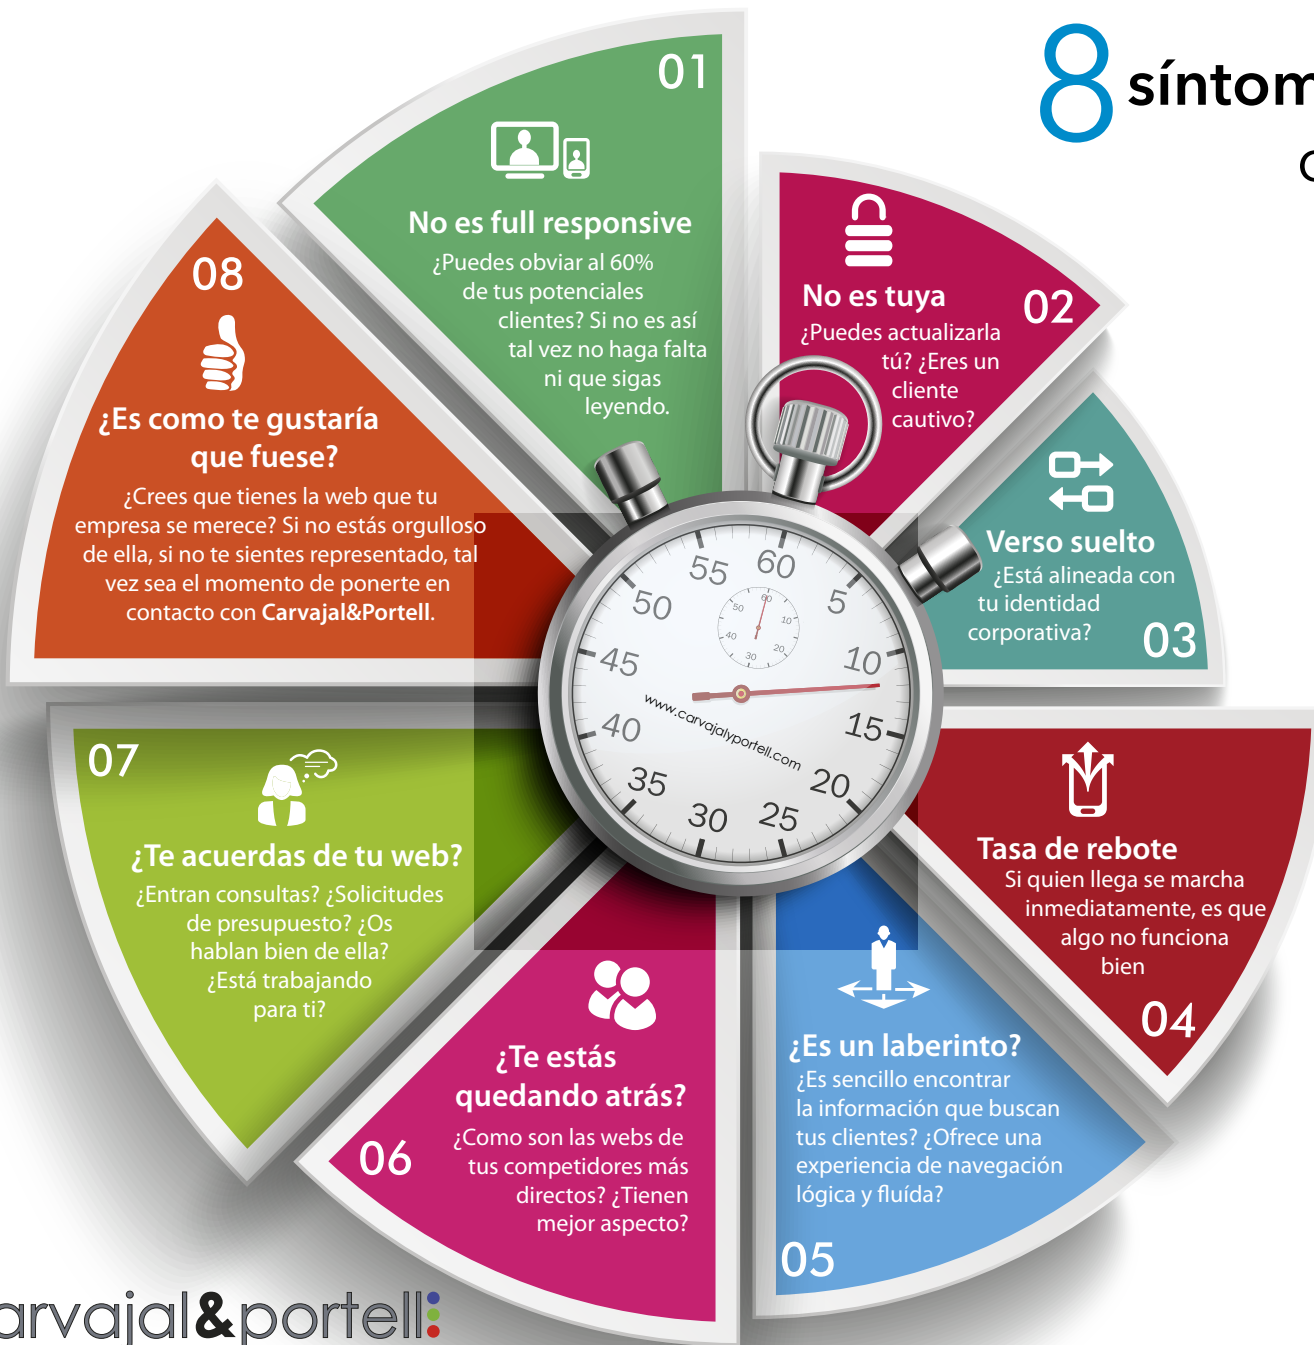 8 síntom
01
No es full responsive
¿Puedes obviar al 60%
de tus potenciales
clientes? Si no es así
tal vez no haga falta
ni que sigas
leyendo.
02
No es tuya
¿Puedes actualizarla
tú? ¿Eres un
cliente
cautivo?
Verso suelto
¿Está alineada con
tu identidad
corporativa?
03
Tasa de rebote
Si quien llega se marcha
inmediatamente, es que
algo no funciona
bien
04
¿Es un laberinto?
¿Es sencillo encontrar
la información que buscan
tus clientes? ¿Ofrece una
experiencia de navegación
lógica y fluída?
05
¿Te estás
quedando atrás?
06
¿Como son las webs de
tus competidores más
directos? ¿Tienen
mejor aspecto?
07
¿Te acuerdas de tu web?
¿Entran consultas? ¿Solicitudes
de presupuesto? ¿Os
hablan bien de ella?
¿Está trabajando
para ti?
08
¿Es como te gustaría
que fuese?
¿Crees que tienes la web que tu
empresa se merece? Si no estás orgulloso
de ella, si no te sientes representado, tal
vez sea el momento de ponerte en
contacto con Carvajal&Portell.
60
5
10
15
20
25
30
35
40
45
50
55
60
10
20
30
40
50
www.carvajalyportell.com
arvajal&portell